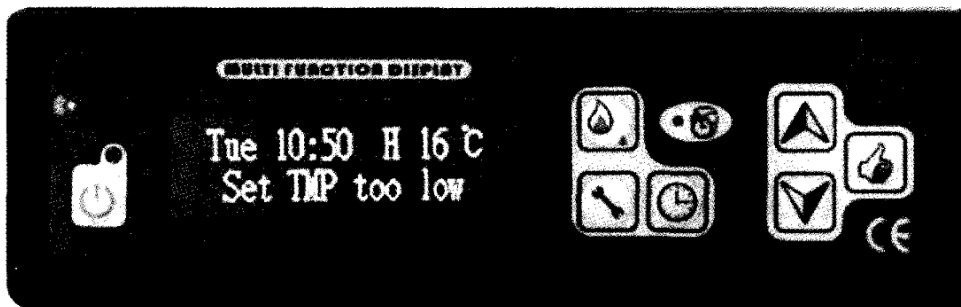 MULTI FUNCTION DISPLAY
Tue 10:50 H 16°C
Set TMP too low
CE